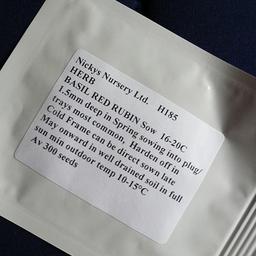 Nickys Nursery Ltd.   H185
HERB
BASIL RED RUBIN Sow  16-20C
1.5mm deep in Spring sowing into plug/
trays most common,  Harden off in
Cold Frame can be direct sown late
May onward in well drained soil in full
sun min outdoor temp 10-15°C
Av 300 seeds